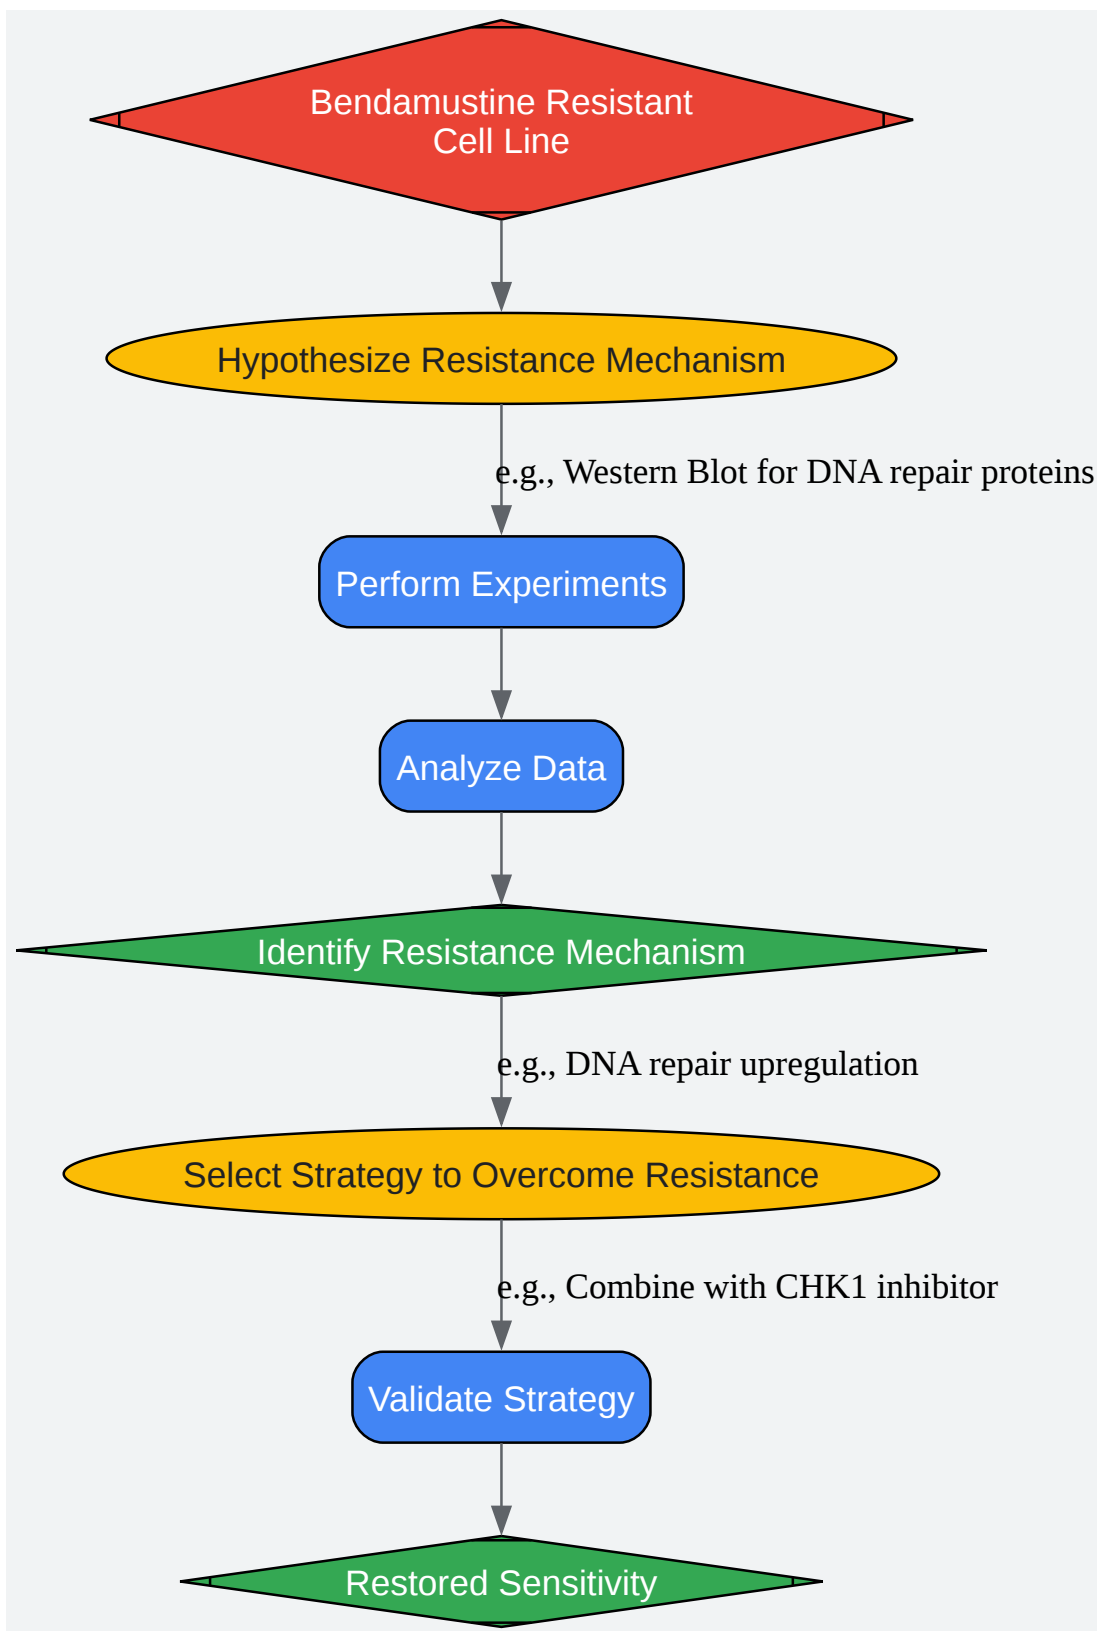 Bendamustine Resistant
Cell Line
Hypothesize Resistance Mechanism
e.g., Western Blot for DNA repair proteins
Perform Experiments
Analyze Data
Identify Resistance Mechanism
e.g., DNA repair upregulation
Select Strategy to Overcome Resistance
e.g., Combine with CHK1 inhibitor
Validate Strategy
Restored Sensitivity